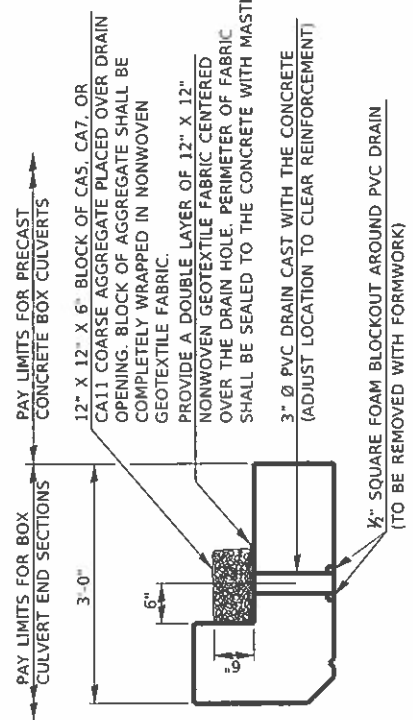 PAY LIMITS FOR BOX
CULVERT END SECTIONS
PAY LIMITS FOR PRECAST
CONCRETE BOX CULVERTS
3'-0"
6"
6"
12" X 12" X 6" BLOCK OF CA5, CA7, OR
CA11 COARSE AGGREGATE PLACED OVER DRAIN
OPENING. BLOCK OF AGGREGATE SHALL BE
COMPLETELY WRAPPED IN NONWOVEN
GEOTEXTILE FABRIC.
PROVIDE A DOUBLE LAYER OF 12" X 12"
NONWOVEN GEOTEXTILE FABRIC CENTERED
OVER THE DRAIN HOLE. PERIMETER OF FABRIC
SHALL BE SEALED TO THE CONCRETE WITH MASTI
3" Ø PVC DRAIN CAST WITH THE CONCRETE
(ADJUST LOCATION TO CLEAR REINFORCEMENT)
½" SQUARE FOAM BLOCKOUT AROUND PVC DRAIN
(TO BE REMOVED WITH FORMWORK)